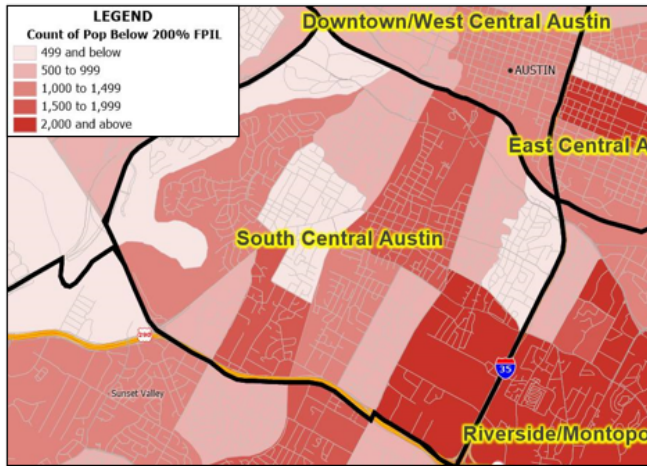 LEGEND
Count of Pop Below 200% FPIL
499 and below
500 to 999
1,000 to 1,499
1,500 to 1,999
2,000 and above
Downtown/West Central Austin
AUSTIN
East Central A
South Central Austin
290
35
Sunset Valley
Riverside/Montopo